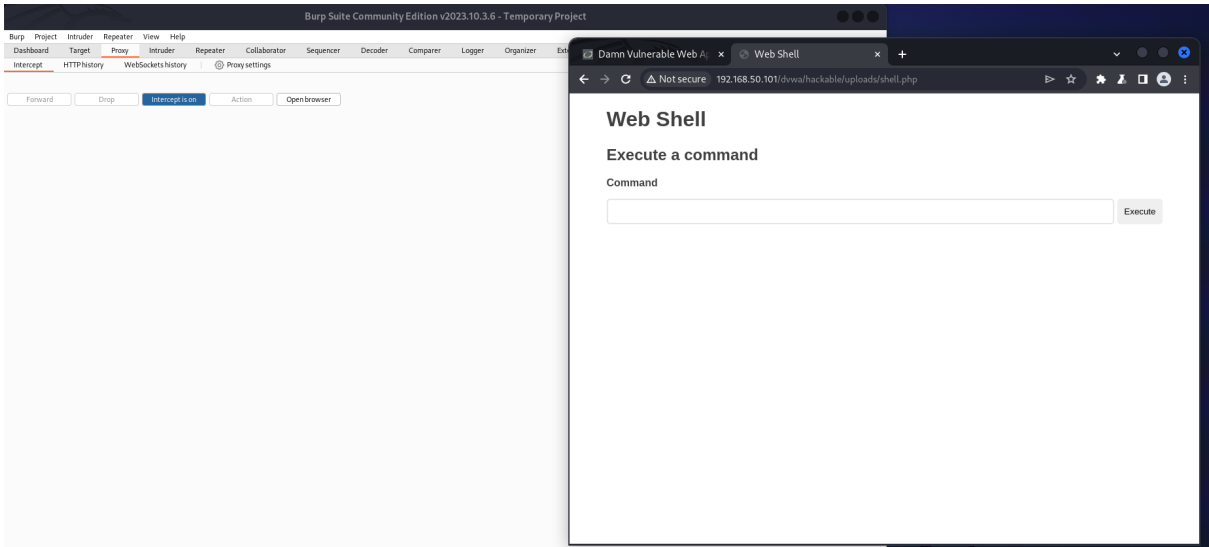 Burp Suite Community Edition v2023.10.3.6 - Temporary Project
Burp Project Intruder Repeater View Help
Dashboard Target Proxy Intruder Repeater Collaborator Sequencer Decoder Comparer Logger Organizer
Intercept HTTP history WebSockets history Proxy settings
Forward Drop Intercept is on Action Open browser
Damn Vulnerable Web Web Shell
Not secure 192.168.50.101/dvwa/hackable/uploads/shell.php
Web Shell
Execute a command
Command
Execute